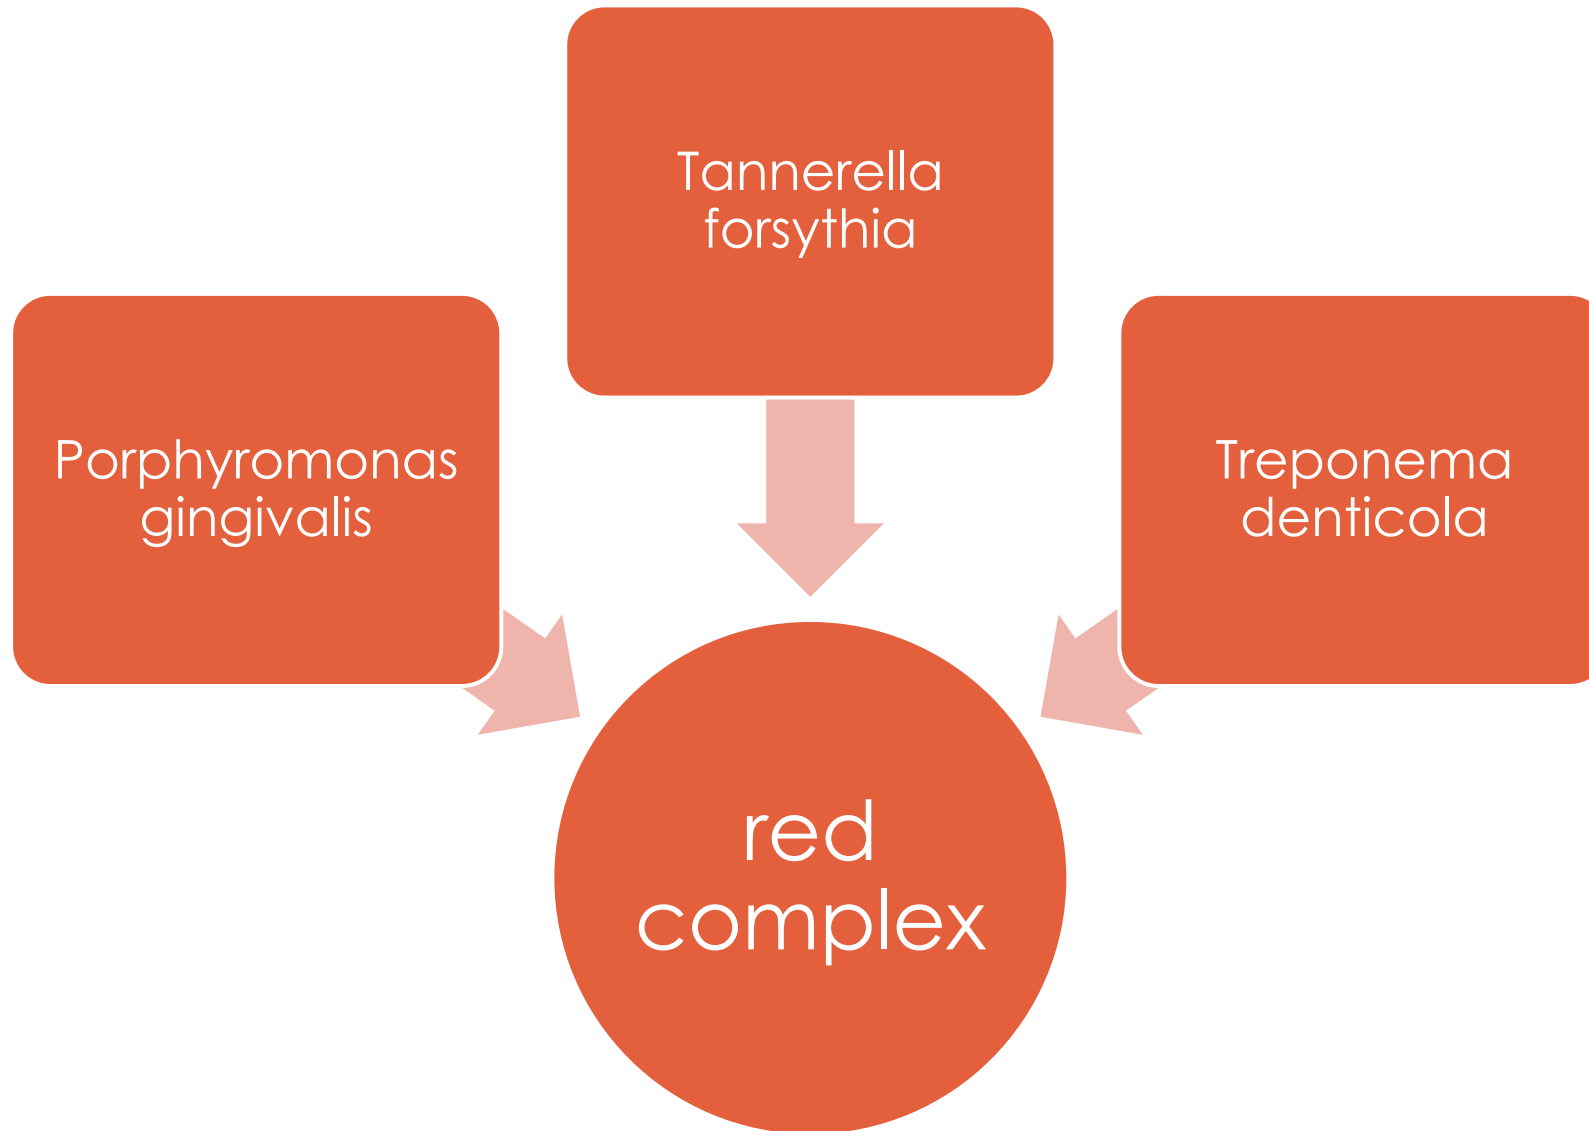 Tannerella
forsythia
Porphyromonas
gingivalis
Treponema
denticola
red
complex